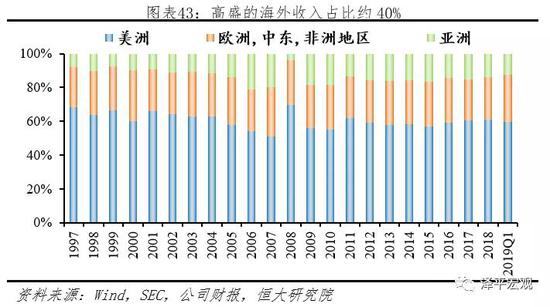 图表43：高盛的海外收入占比约 40%
美洲 欧洲,中东,非洲地区 亚洲
100%
80%
60%
40%
20%
0%
1997 1998 1999 2000 2001 2002 2003 2004 2005 2006 2007 2008 2009 2010 2011 2012 2013 2014 2015 2016 2017 2018 2019Q1
资料来源：Wind，SEC，公司财报，恒大研究院
泽平宏观